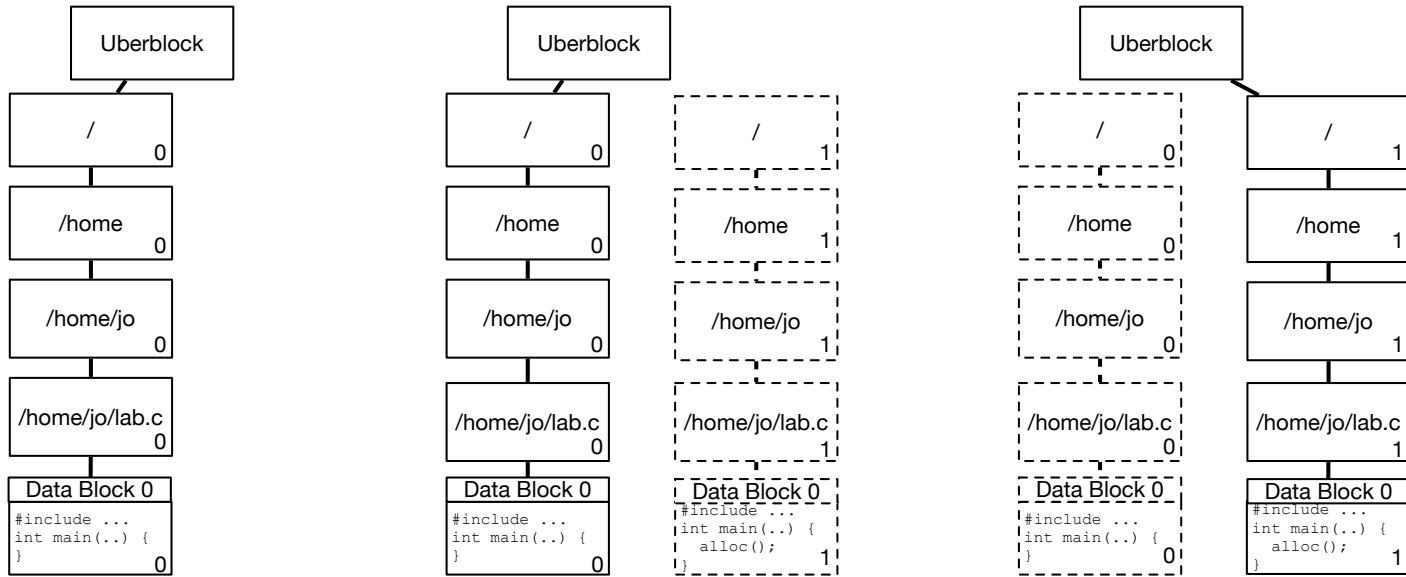 Uberblock
/
0
/home
0
/home/jo
0
/home/jo/lab.c
0
Data Block 0
#include ...
int main(..) {
}
0
Uberblock
/
0
/home
0
/home/jo
0
/home/jo/lab.c
0
Data Block 0
#include ...
int main(..) {
}
0
/
1
/home
1
/home/jo
1
/home/jo/lab.c
1
Data Block 0
#include ...
int main(..) {
alloc();
}
1
Uberblock
/
0
/home
0
/home/jo
0
/home/jo/lab.c
0
Data Block 0
#include ...
int main(..) {
}
0
/
1
/home
1
/home/jo
1
/home/jo/lab.c
1
Data Block 0
#include ...
int main(..) {
alloc();
}
1